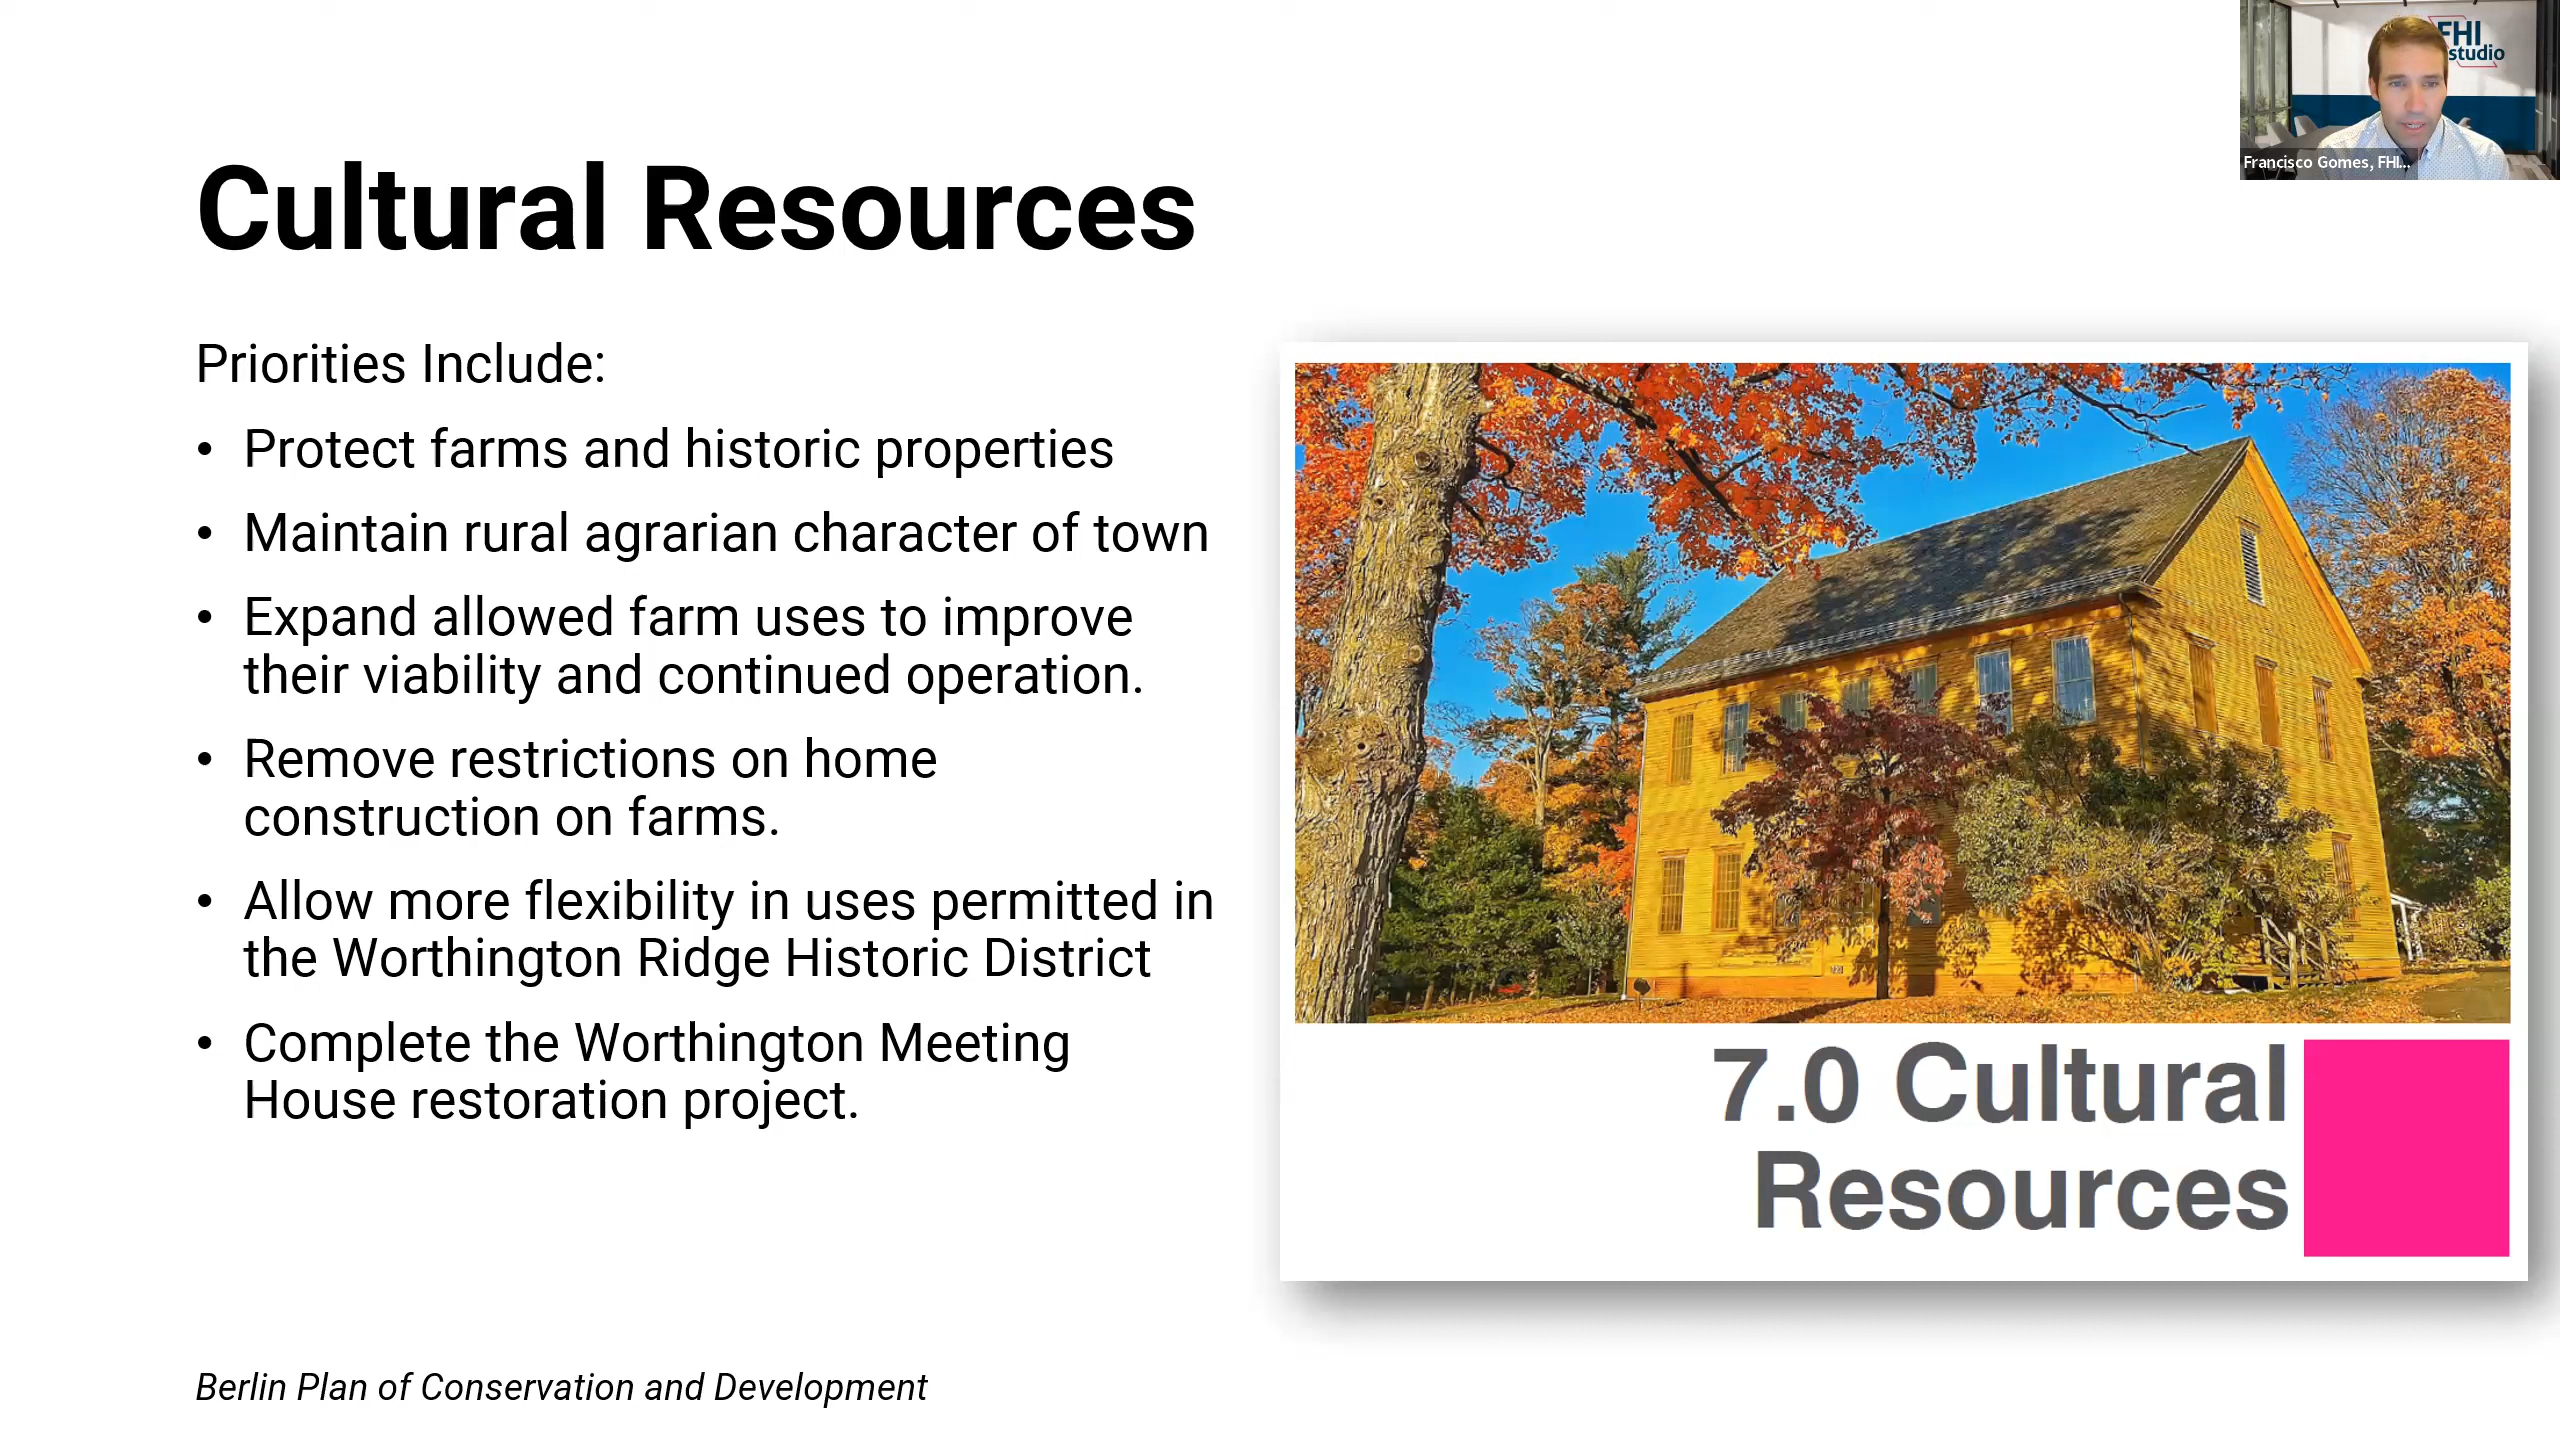 FHI
studio
Francisco Gomes, FHI...
Cultural Resources
Priorities Include:
• Protect farms and historic properties
• Maintain rural agrarian character of town
• Expand allowed farm uses to improve
their viability and continued operation.
• Remove restrictions on home
construction on farms.
• Allow more flexibility in uses permitted in
the Worthington Ridge Historic District
• Complete the Worthington Meeting
House restoration project.
7.0 Cultural
Resources
Berlin Plan of Conservation and Development